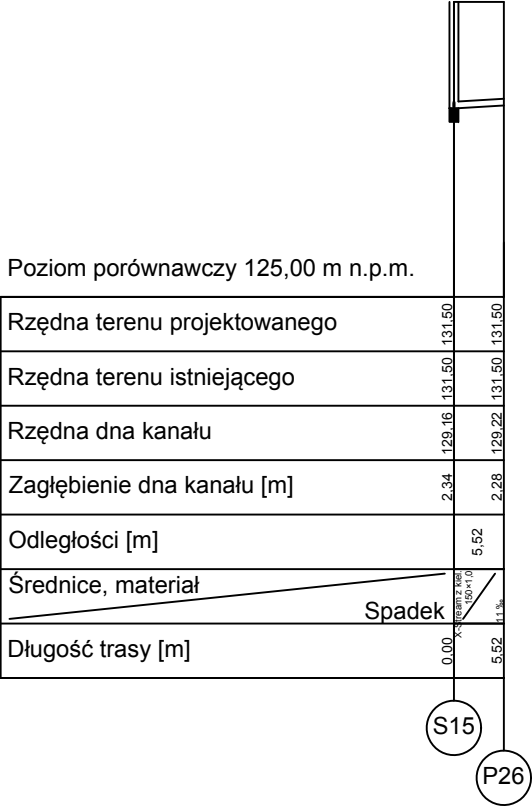 Poziom porównawczy 125,00 m n.p.m.
Rzędna terenu projektowanego 131,50 131,50
Rzędna terenu istniejącego 131,50 131,50
Rzędna dna kanału 129,16 129,22
Zagłębienie dna kanału [m] 2,34 2,28
Odległości [m] 5,52
Średnice, materiał
Spadek
X-Stream z kiel.
150×1,0
11 ‰
Długość trasy [m] 0,00 5,52
S15
P26